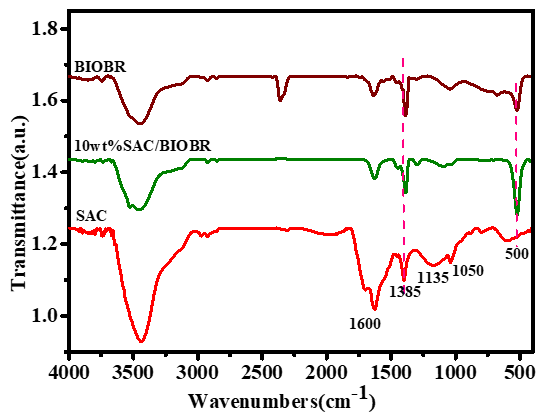 1.8
1.6
1.4
1.2
1.0
Transmittance(a.u.)
BIOBR
10wt%SAC/BIOBR
SAC
1600
1385
1135
1050
500
4000 3500 3000 2500 2000 1500 1000 500
Wavenumbers(cm-1)